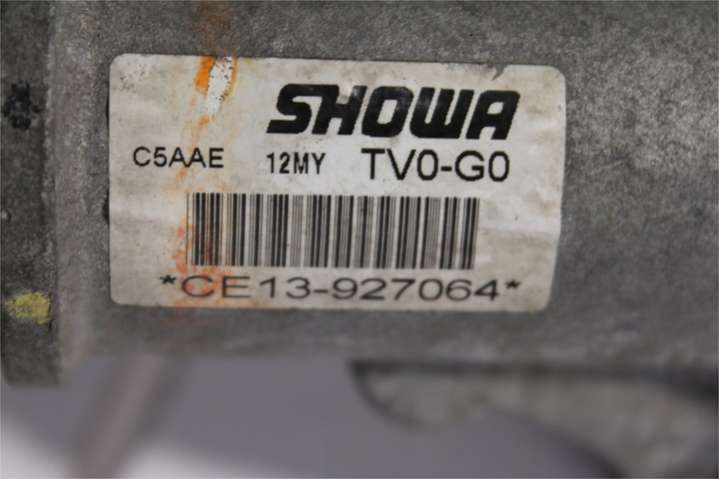 SHOWA
C5AAE 12MY TV0-G0
*CE13-927064*